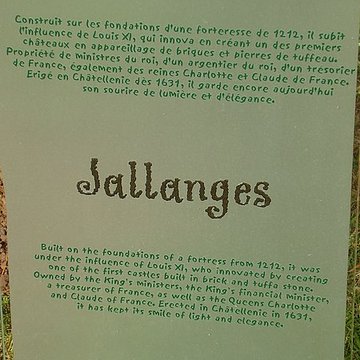 Construit sur les fondations d'une forteresse de 1212, il subit
l'influence de Louis XI, qui innova en créant un des premiers
châteaux en appareillage de briques et pierres de tuffeau.
Propriété de ministres du roi, d'un argentier du roi, d'un tresorier
de France, également des reines Charlotte et Claude de France.
Erigé en Châtellenie dès 1631, il garde encore aujourd'hui
son sourire de lumière et d'élégance.
Jallanges
Built on the foundations of a fortress from 1212, it was
under the influence of Louis XI, who innovated by creating
one of the first castles built in brick and tuffa stone.
Owned by the King's ministers, the King's financial minister,
a treasurer of France, as well as the Queens Charlotte
and Claude of France. Erected in Châtellenie in 1631,
it has kept its smile of light and elegance.